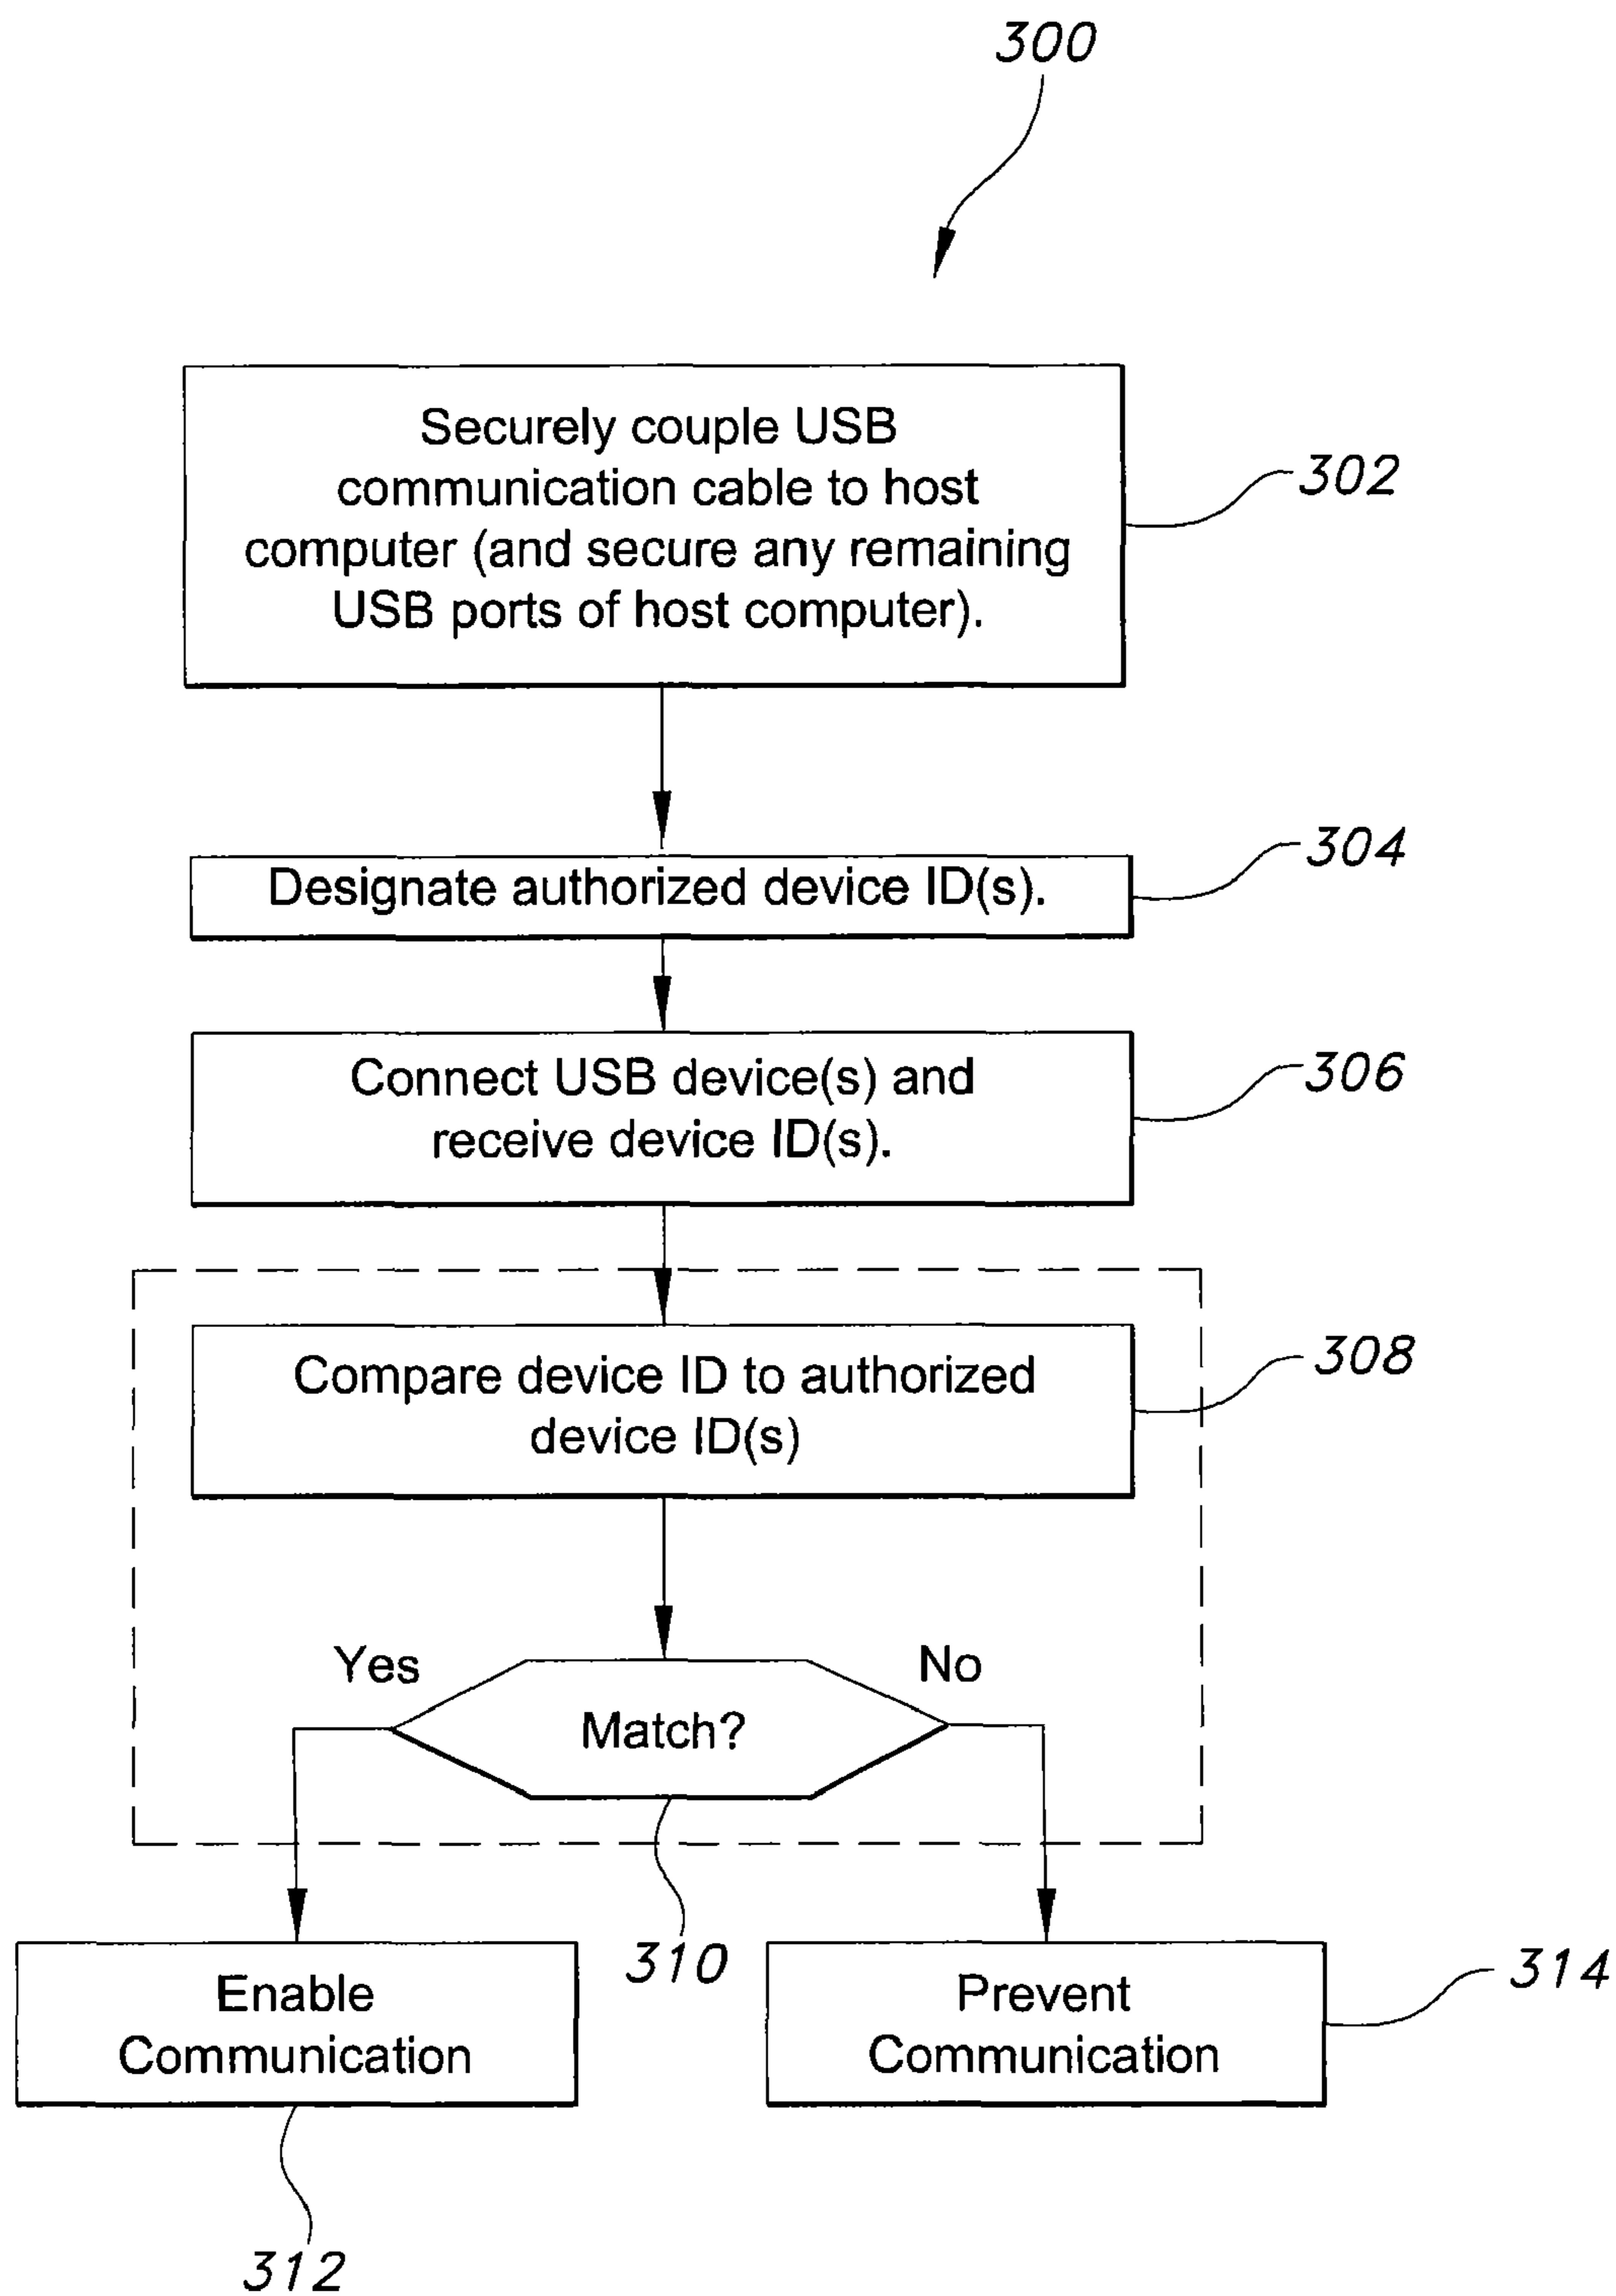 300
Securely couple USB
communication cable to host
computer (and secure any remaining
USB ports of host computer).
302
Designate authorized device ID(s).
304
Connect USB device(s) and
receive device ID(s).
306
Compare device ID to authorized
device ID(s)
308
Yes
No
Match?
310
Enable
Communication
312
Prevent
Communication
314